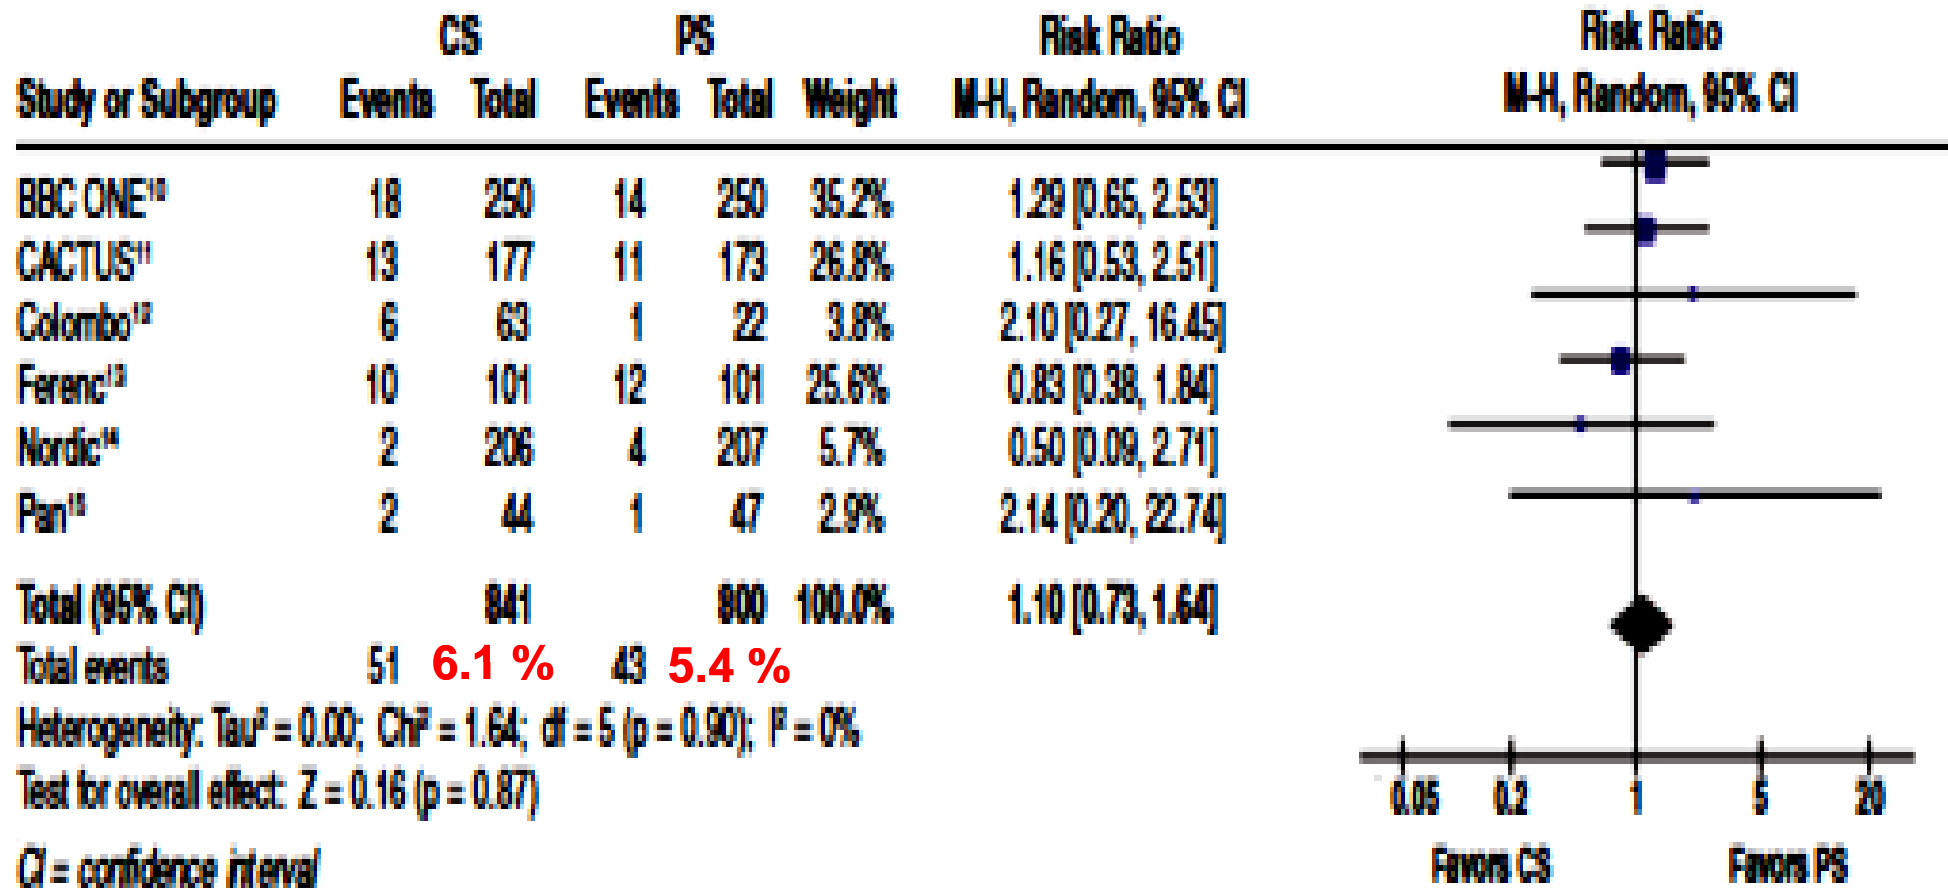 CS PS Risk Ratio Risk Ratio
Study or Subgroup Events Total Events Total Weight M-H, Random, 95% CI M-H, Random, 95% CI
BBC ONE¹⁰ 18 250 14 250 35.2% 1.29 [0.65, 2.53]
CACTUS¹¹ 13 177 11 173 26.8% 1.16 [0.53, 2.51]
Colombo¹² 6 63 1 22 3.8% 2.10 [0.27, 16.45]
Ferenc¹³ 10 101 12 101 25.6% 0.83 [0.38, 1.84]
Nordic¹⁴ 2 206 4 207 5.7% 0.50 [0.09, 2.71]
Pan¹⁵ 2 44 1 47 2.9% 2.14 [0.20, 22.74]
Total (95% CI) 841 800 100.0% 1.10 [0.73, 1.64]
Total events 51 6.1 % 43 5.4 %
Heterogeneity: Tau² = 0.00; Chi² = 1.64; df = 5 (p = 0.90); I² = 0%
Test for overall effect: Z = 0.16 (p = 0.87)
0.05 0.2 1 5 20
CI = confidence interval Favors CS Favors PS